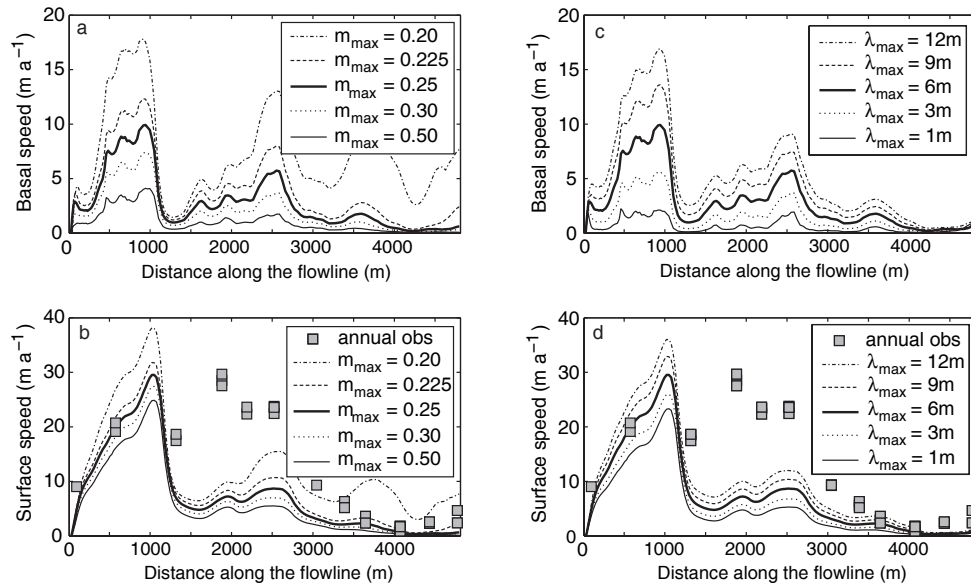 a
20
15
10
5
0
Basal speed (m a⁻¹)
m_max = 0.20
m_max = 0.225
m_max = 0.25
m_max = 0.30
m_max = 0.50
0 1000 2000 3000 4000
Distance along the flowline (m)
c
20
15
10
5
0
Basal speed (m a⁻¹)
λ_max = 12m
λ_max = 9m
λ_max = 6m
λ_max = 3m
λ_max = 1m
0 1000 2000 3000 4000
Distance along the flowline (m)
b
40
30
20
10
0
Surface speed (m a⁻¹)
annual obs
m_max = 0.20
m_max = 0.225
m_max = 0.25
m_max = 0.30
m_max = 0.50
0 1000 2000 3000 4000
Distance along the flowline (m)
d
40
30
20
10
0
Surface speed (m a⁻¹)
annual obs
λ_max = 12m
λ_max = 9m
λ_max = 6m
λ_max = 3m
λ_max = 1m
0 1000 2000 3000 4000
Distance along the flowline (m)